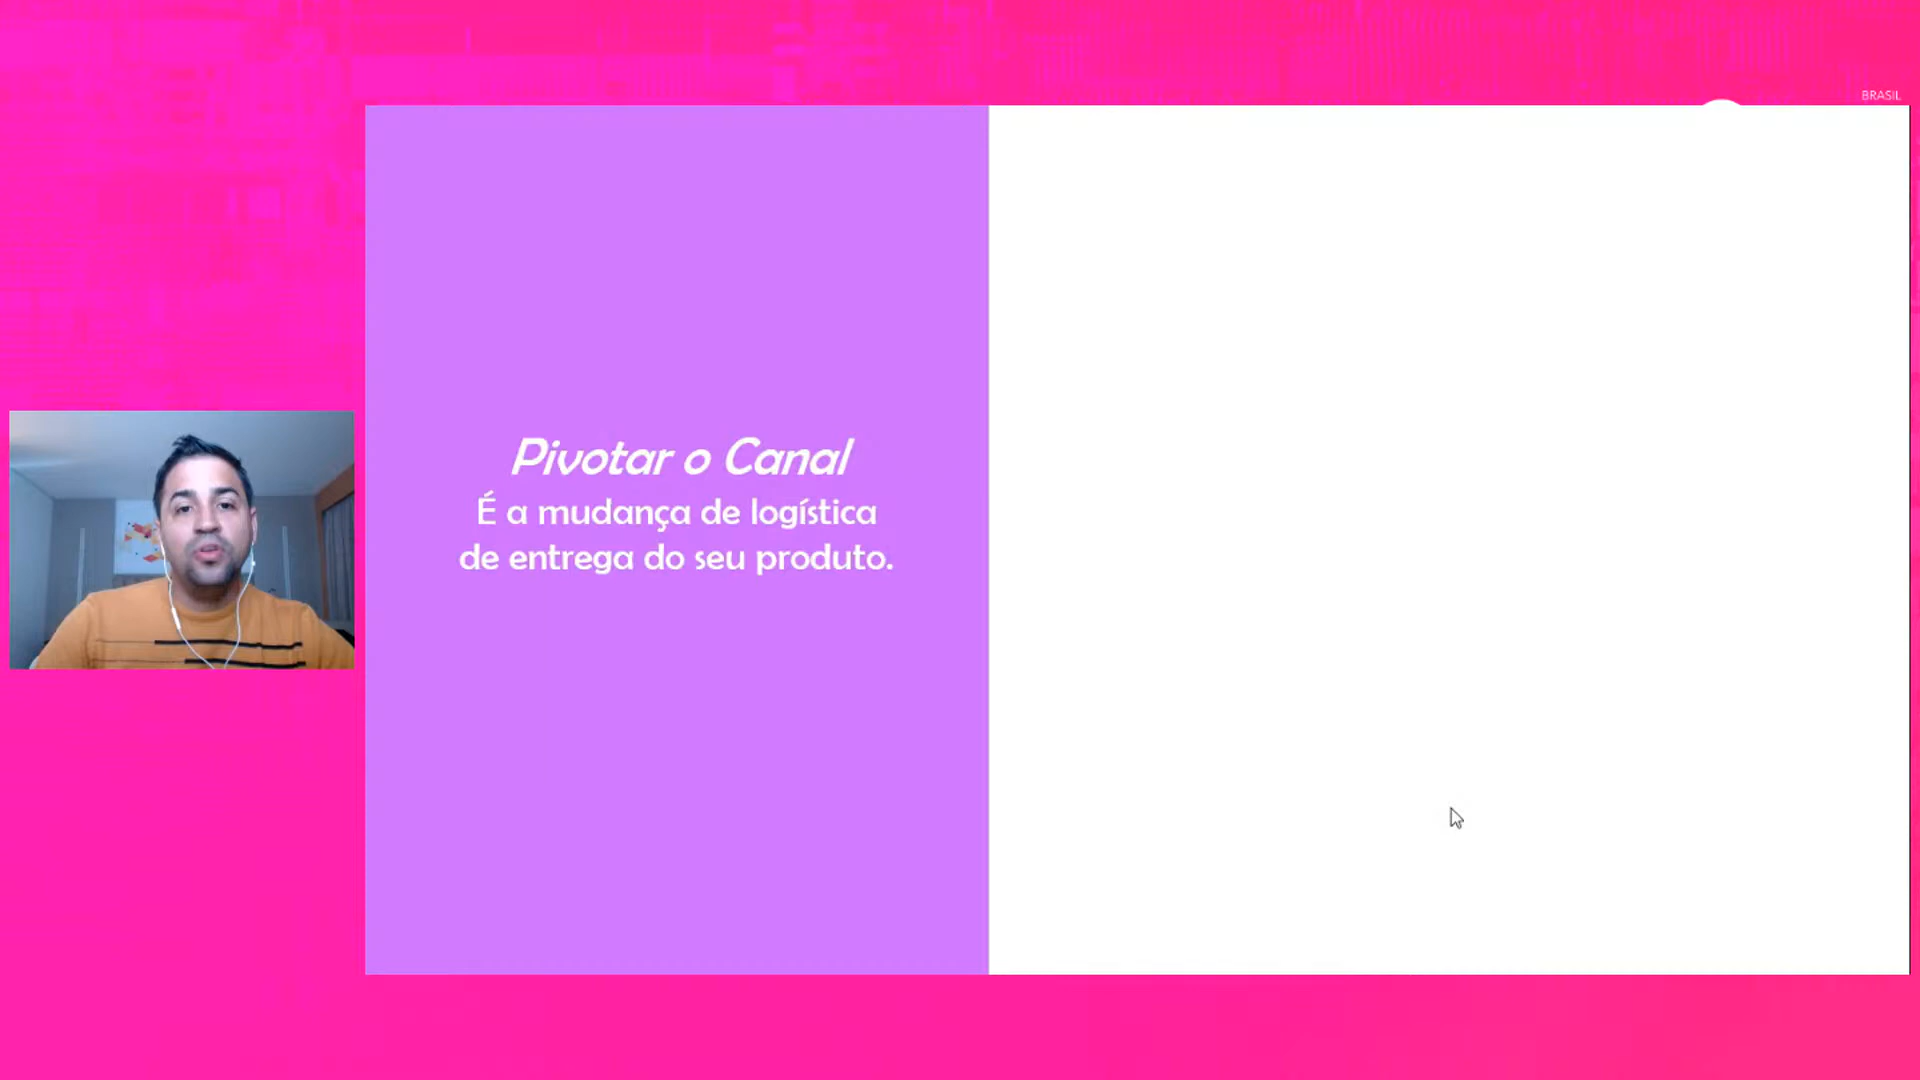 BRASIL
Pivotar o Canal
É a mudança de logística
de entrega do seu produto.